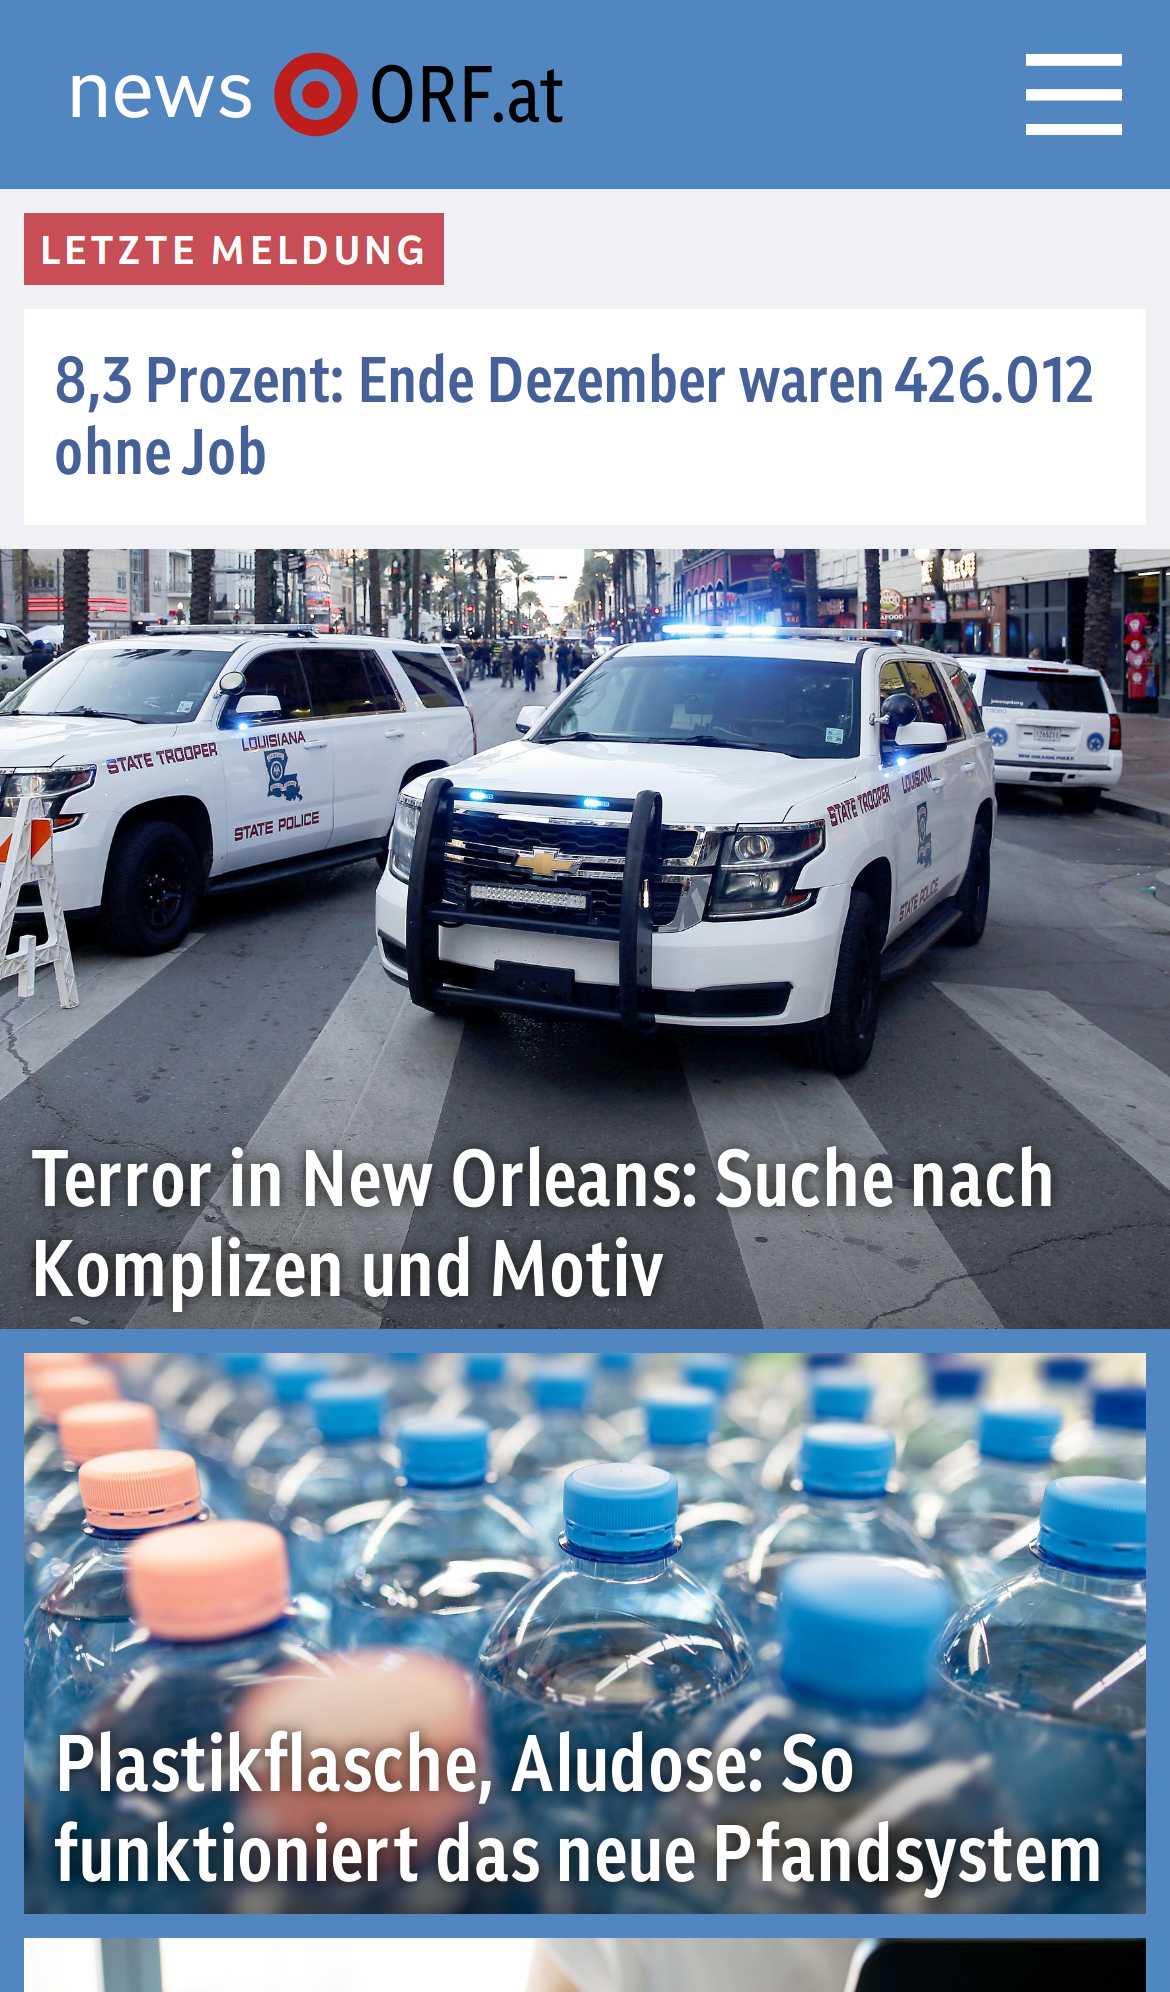 news ORF.at
LETZTE MELDUNG
8,3 Prozent: Ende Dezember waren 426.012
ohne Job
STATE TROOPER
LOUISIANA
STATE POLICE
STATE TROOPER
LOUISIANA
STATE POLICE
Terror in New Orleans: Suche nach
Komplizen und Motiv
Plastikflasche, Aludose: So
funktioniert das neue Pfandsystem